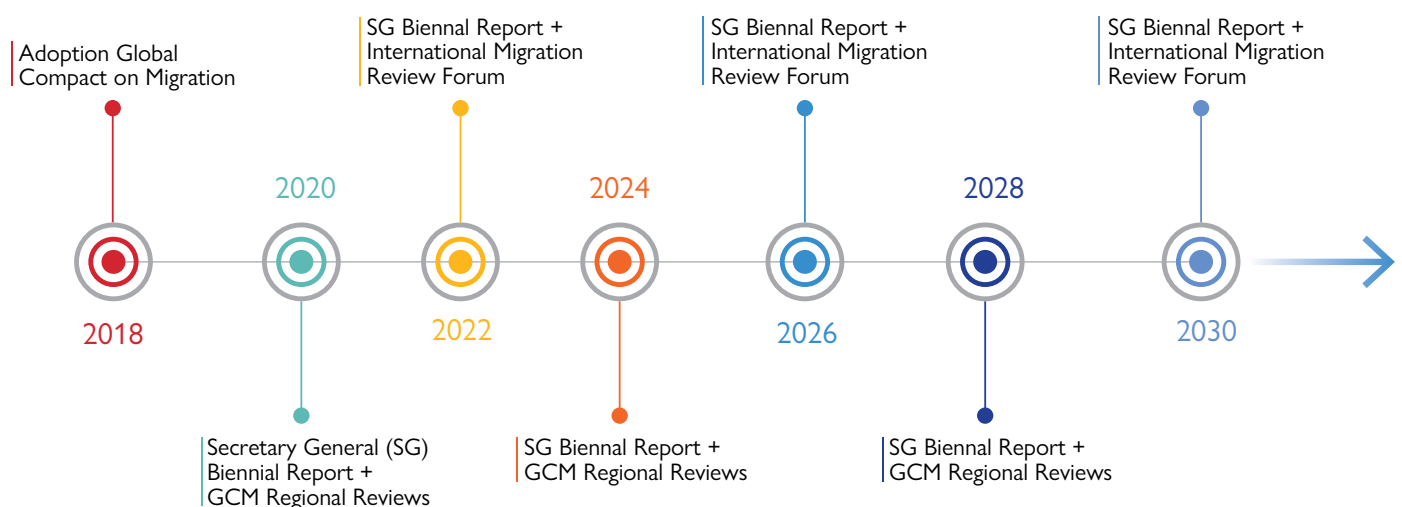 Adoption Global
Compact on Migration
2018
2020
Secretary General (SG)
Biennial Report +
GCM Regional Reviews
SG Biennal Report +
International Migration
Review Forum
2022
2024
SG Biennal Report +
GCM Regional Reviews
SG Biennal Report +
International Migration
Review Forum
2026
2028
SG Biennal Report +
GCM Regional Reviews
SG Biennal Report +
International Migration
Review Forum
2030